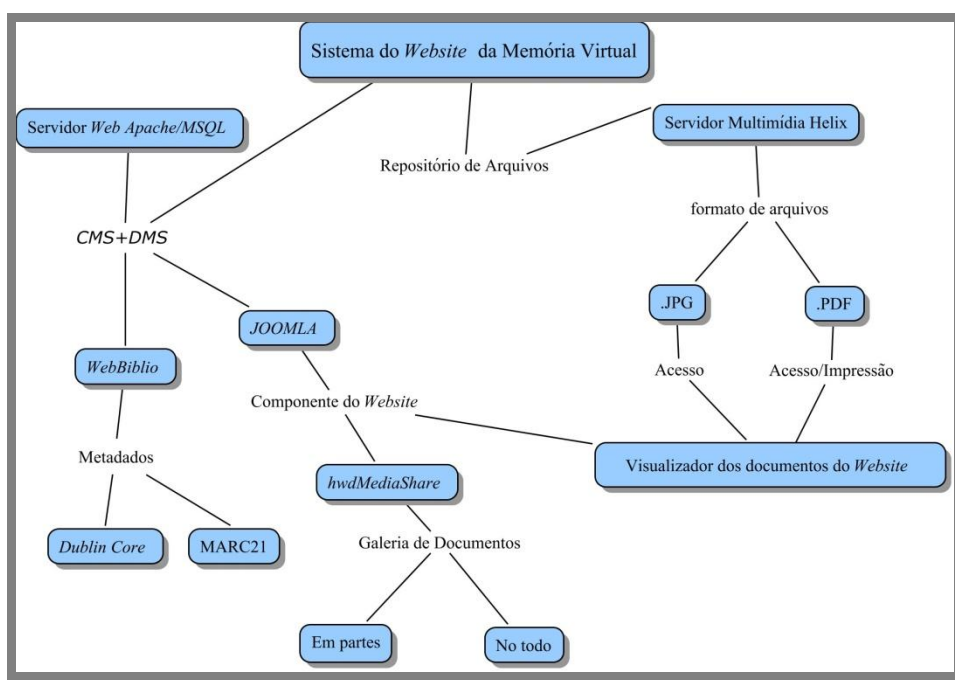 Sistema do Website da Memória Virtual
Servidor Web Apache/MSQL
Servidor Multimídia Helix
Repositório de Arquivos
formato de arquivos
CMS+DMS
.JPG
.PDF
JOOMLA
WebBiblio
Acesso
Acesso/Impressão
Componente do Website
Metadados
Visualizador dos documentos do Website
hwdMediaShare
Dublin Core
MARC21
Galeria de Documentos
Em partes
No todo